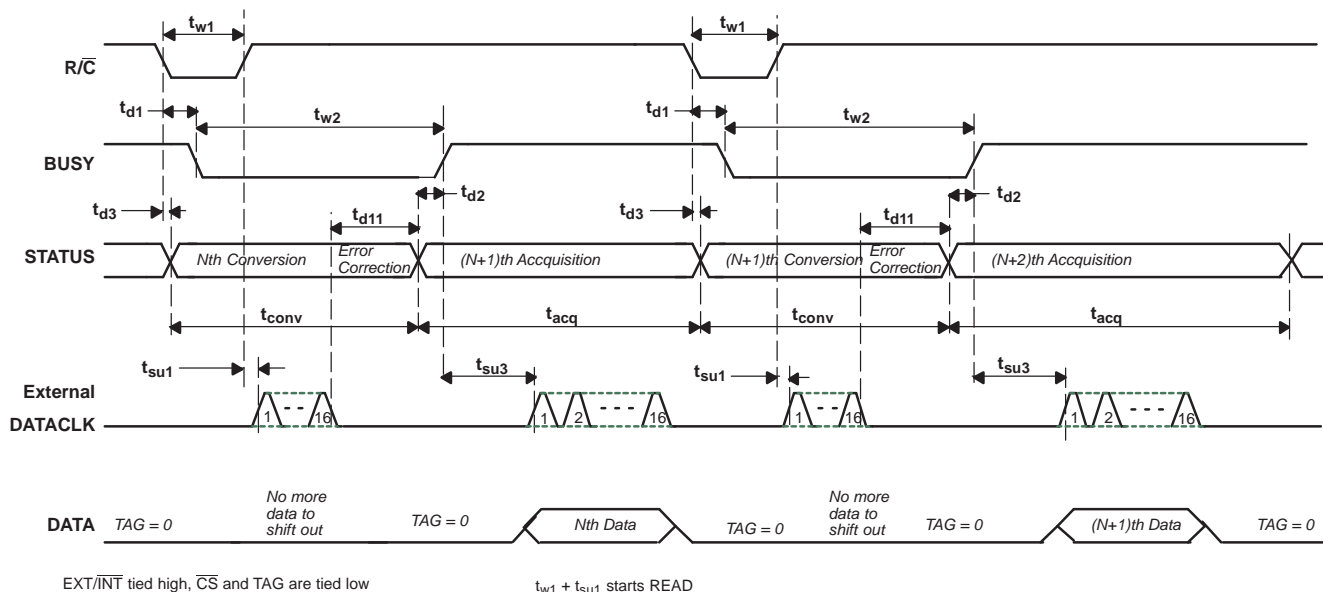 tw1 tw1
R/C
td1 tw2 td1 tw2
BUSY
td3 td2 td3 td2
td11 td11
STATUS Nth Conversion Error Correction (N+1)th Accquisition (N+1)th Conversion Error Correction (N+2)th Acquisition
tconv tacq tconv tacq
tsu1 tsu3 tsu1 tsu3
External
DATACLK 1 - - 16 1 2 - - - 16 1 - - 16 1 2 - - - 16
No more data to shift out No more data to shift out
DATA TAG = 0 TAG = 0 Nth Data TAG = 0 TAG = 0 (N+1)th Data TAG = 0
EXT/INT tied high, CS and TAG are tied low tw1 + tsu1 starts READ